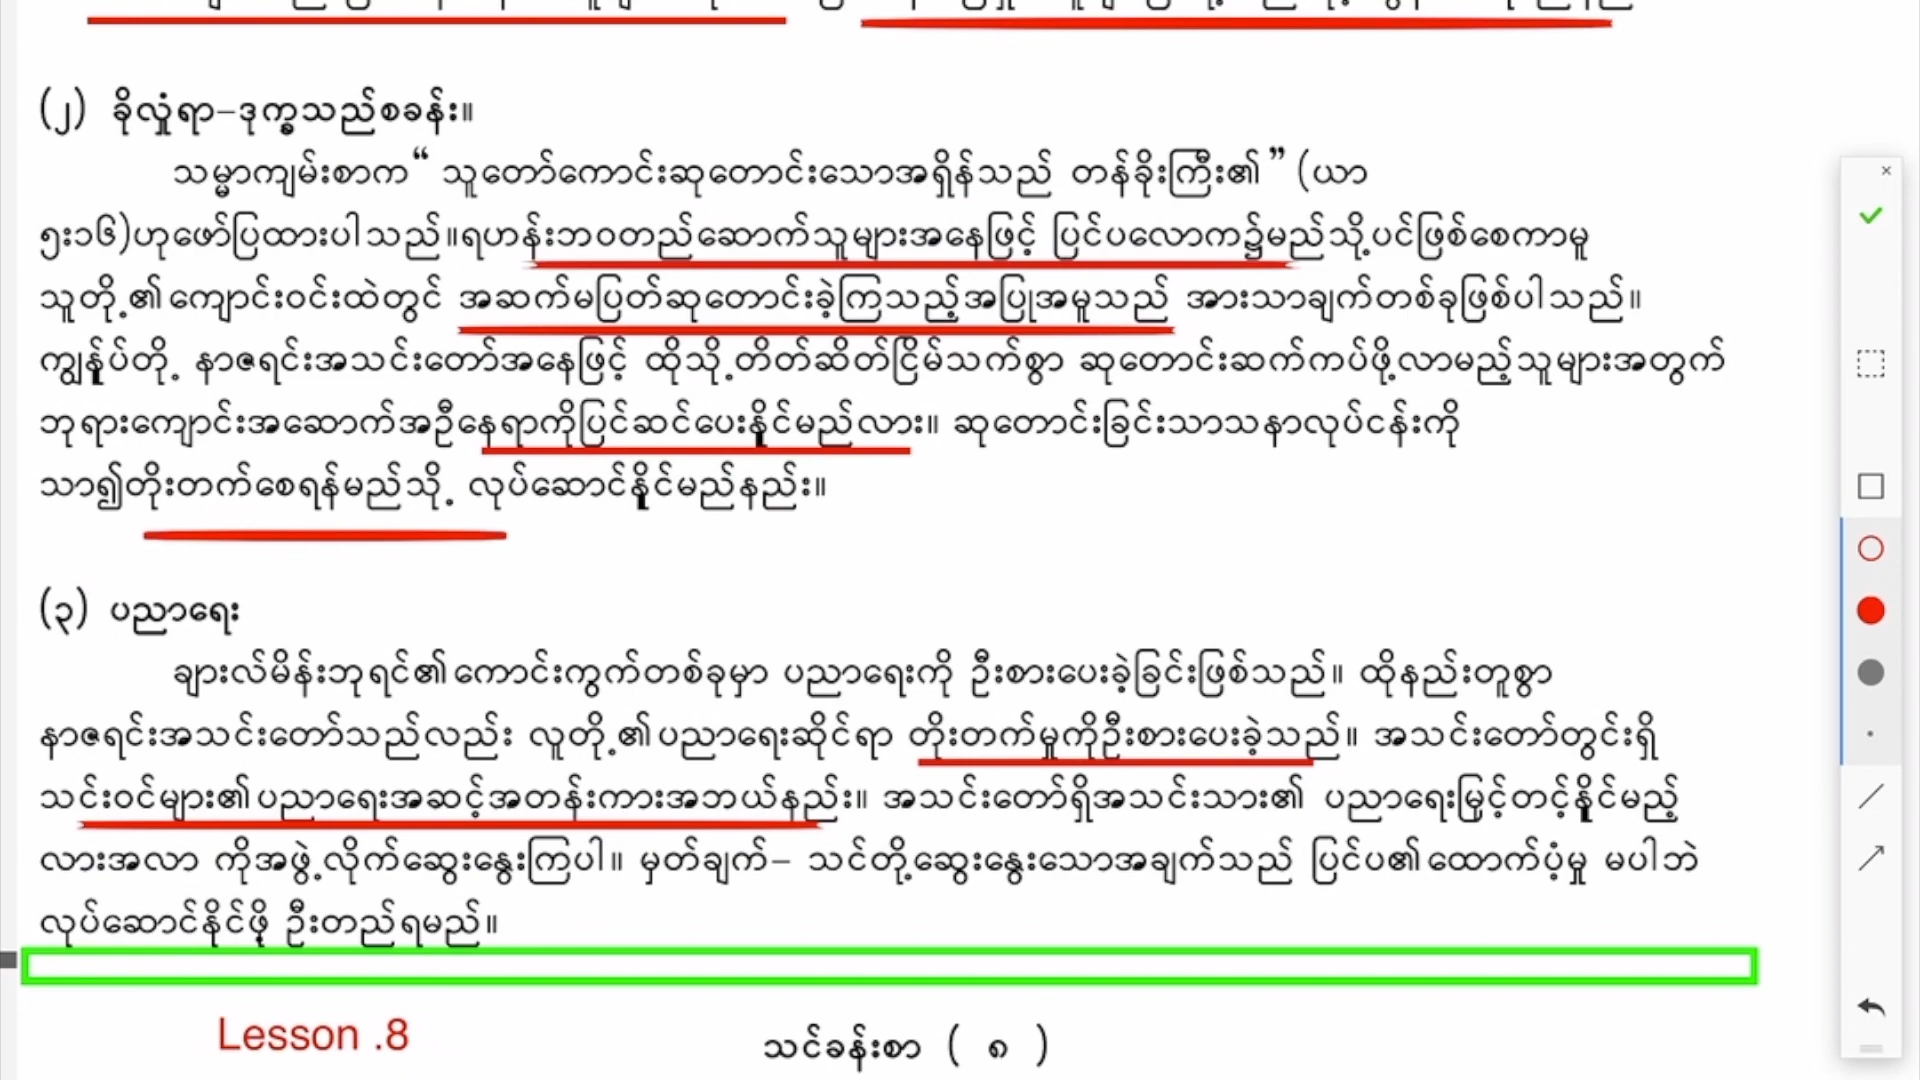 (၂) ခိုလှုံရာ–ဒုက္ခသည်စခန်း။
သမ္မာကျမ်းစာက“ သူတော်ကောင်းဆုတောင်းသောအရှိန်သည် တန်ခိုးကြီး၏ ” (ယာ
၅း၁၆)ဟုဖော်ပြထားပါသည်။ရဟန်းဘဝတည်ဆောက်သူများအနေဖြင့် ပြင်ပလောက၌မည်သို့ပင်ဖြစ်စေကာမူ
သူတို့၏ကျောင်းဝင်းထဲတွင် အဆက်မပြတ်ဆုတောင်းခဲ့ကြသည့်အပြုအမူသည် အားသာချက်တစ်ခုဖြစ်ပါသည်။
ကျွန်ုပ်တို့ နာဇရင်းအသင်းတော်အနေဖြင့် ထိုသို့တိတ်ဆိတ်ငြိမ်သက်စွာ ဆုတောင်းဆက်ကပ်ဖို့လာမည့်သူများအတွက်
ဘုရားကျောင်းအဆောက်အဦနေရာကိုပြင်ဆင်ပေးနိူင်မည်လား။ ဆုတောင်းခြင်းသာသနာလုပ်ငန်းကို
သာ၍တိုးတက်စေရန်မည်သို့ လုပ်ဆောင်နိူင်မည်နည်း။
(၃) ပညာရေး
ချားလ်မိန်းဘုရင်၏ကောင်းကွက်တစ်ခုမှာ ပညာရေးကို ဦးစားပေးခဲ့ခြင်းဖြစ်သည်။ ထိုနည်းတူစွာ
နာဇရင်းအသင်းတော်သည်လည်း လူတို့၏ပညာရေးဆိုင်ရာ တိုးတက်မှုကိုဦးစားပေးခဲ့သည်။ အသင်းတော်တွင်းရှိ
သင်းဝင်များ၏ပညာရေးအဆင့်အတန်းကားအဘယ်နည်း။ အသင်းတော်ရှိအသင်းသား၏ ပညာရေးမြှင့်တင့်နိူင်မည့်
လားအလာ ကိုအဖွဲ့လိုက်ဆွေးနွေးကြပါ။ မှတ်ချက်– သင်တို့ဆွေးနွေးသောအချက်သည် ပြင်ပ၏ထောက်ပံ့မှု မပါဘဲ
လုပ်ဆောင်နိုင်ဖို့ ဦးတည်ရမည်။
Lesson .8 သင်ခန်းစာ ( ၈ )